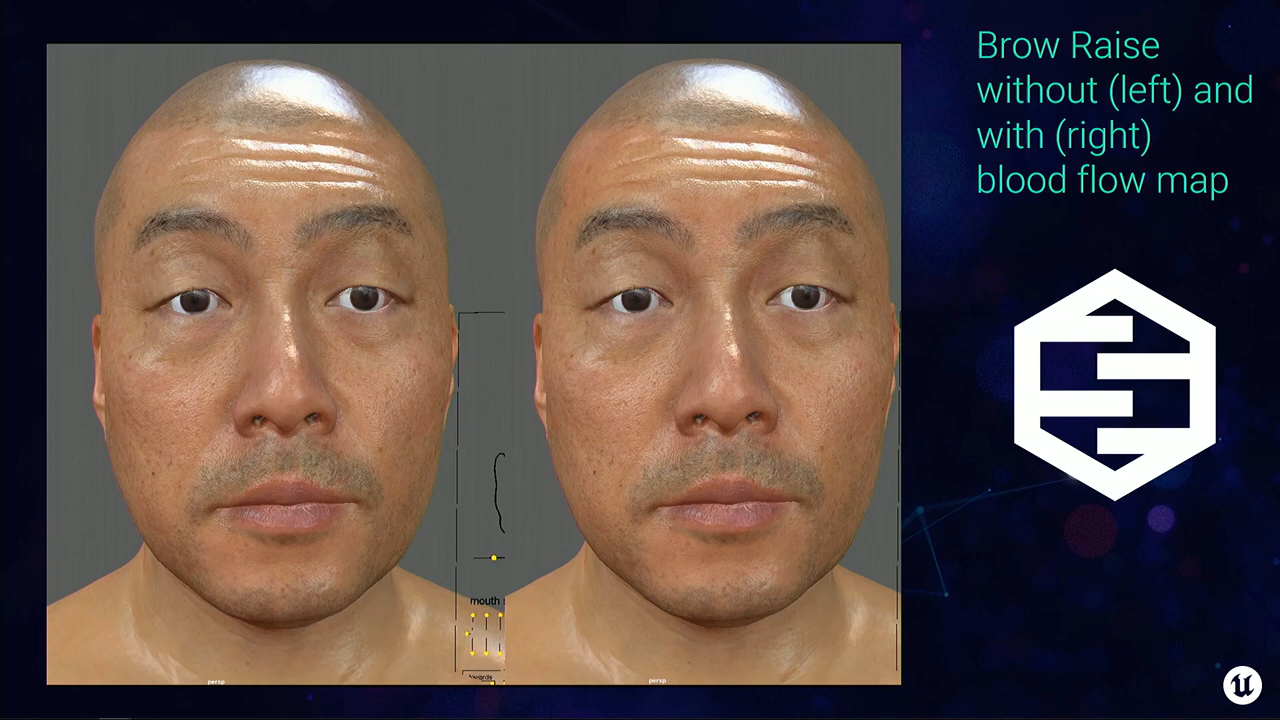 Brow Raise
without (left) and
with (right)
blood flow map
mouth
persp
persp